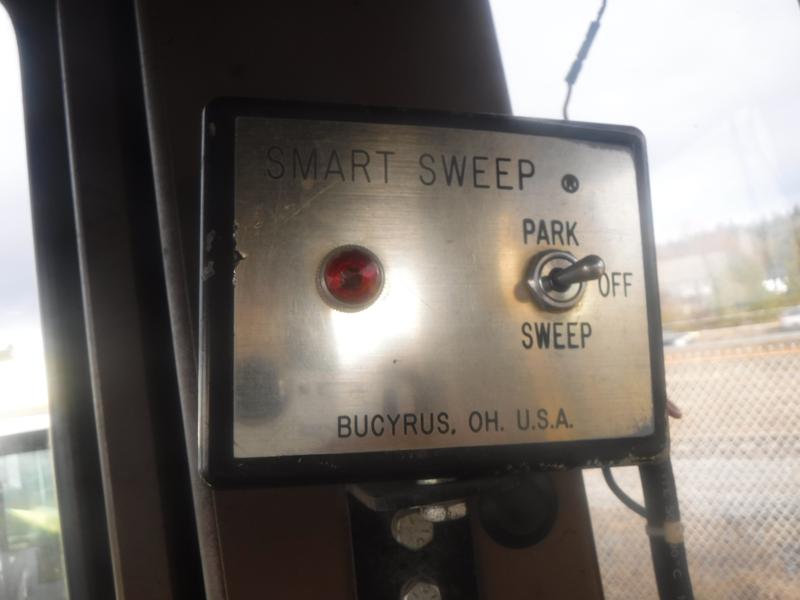 SMART SWEEP
PARK
OFF
SWEEP
BUCYRUS, OH. U.S.A.